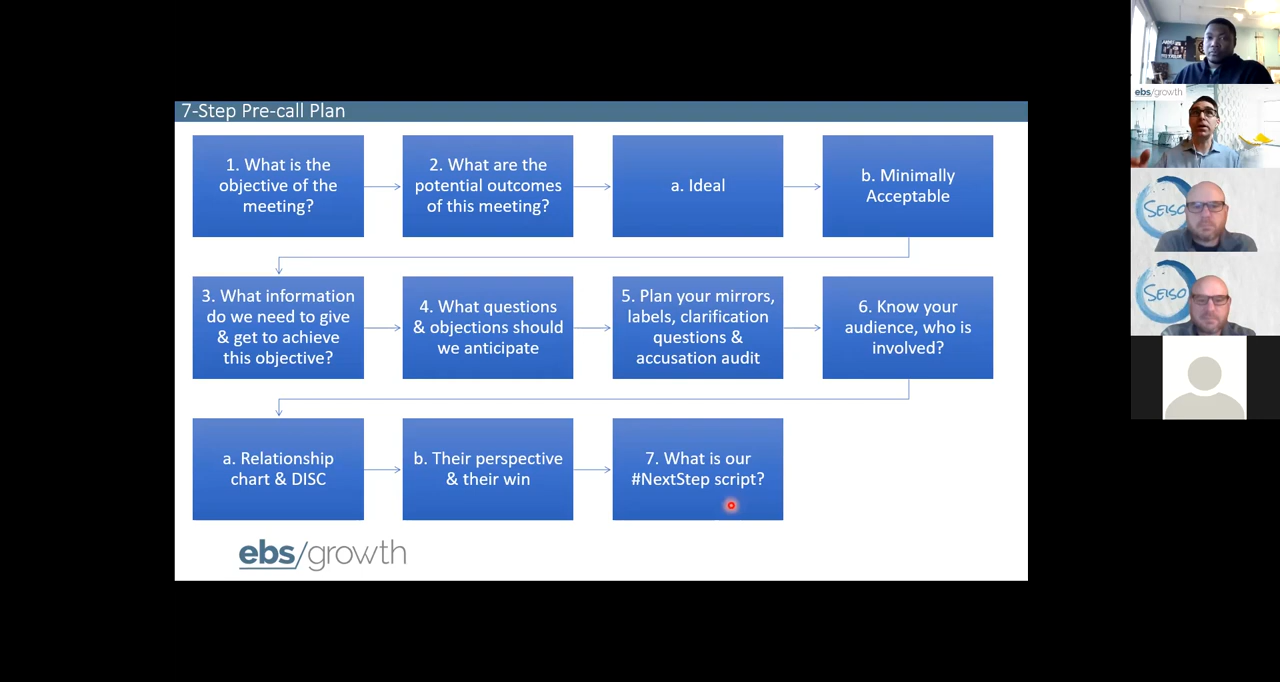 7-Step Pre-call Plan
1. What is the
objective of the
meeting?
2. What are the
potential outcomes
of this meeting?
a. Ideal
b. Minimally
Acceptable
3. What information
do we need to give
& get to achieve
this objective?
4. What questions
& objections should
we anticipate
5. Plan your mirrors,
labels, clarification
questions &
accusation audit
6. Know your
audience, who is
involved?
a. Relationship
chart & DISC
b. Their perspective
& their win
7. What is our
#NextStep script?
ebs/growth
ebs/growth
SEISO
SEISO